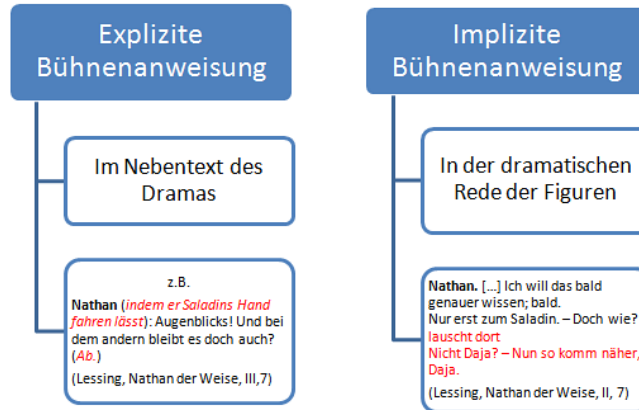 Explizite
Bühnenanweisung
Im Nebentext des
Dramas
z.B.
Nathan (indem er Saladins Hand
fahren lässt): Augenblicks! Und bei
dem andern bleibt es doch auch?
(Ab.)
(Lessing, Nathan der Weise, III,7)
Implizite
Bühnenanweisung
In der dramatischen
Rede der Figuren
Nathan. […] Ich will das bald
genauer wissen; bald.
Nur erst zum Saladin. – Doch wie?
lauscht dort
Nicht Daja? – Nun so komm näher,
Daja.
(Lessing, Nathan der Weise, II, 7)